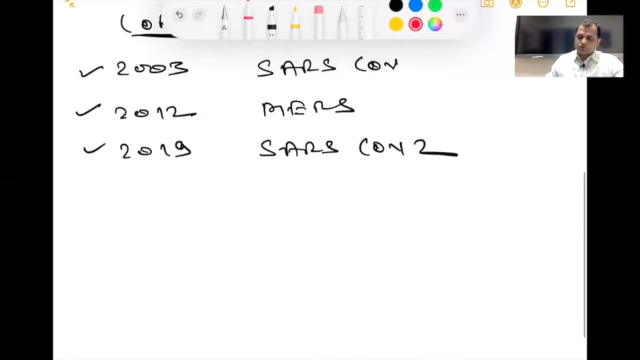 ✓ 2003 SARS COV
✓ 2012 MERS
✓ 2019 SARS COV 2